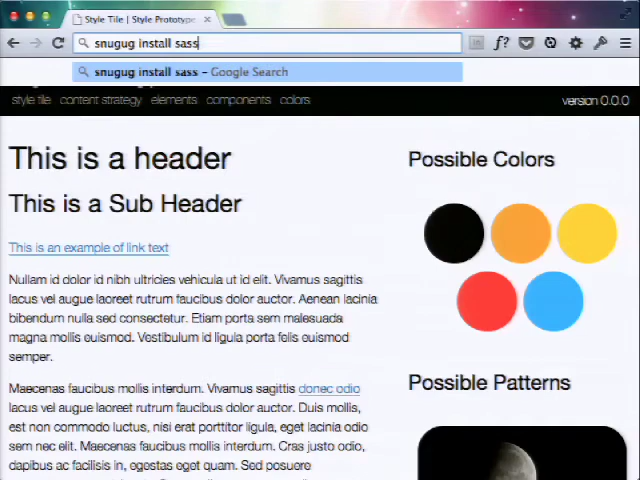 Style Tile | Style Prototype
snugug install sass
snugug install sass – Google Search
style tile content strategy elements components colors
version 0.0.0
This is a header
This is a Sub Header
This is an example of link text
Nullam id dolor id nibh ultricies vehicula ut id elit. Vivamus sagittis
lacus vel augue laoreet rutrum faucibus dolor auctor. Aenean lacinia
bibendum nulla sed consectetur. Etiam porta sem malesuada
magna mollis euismod. Vestibulum id ligula porta felis euismod
semper.
Maecenas faucibus mollis interdum. Vivamus sagittis donec odio
lacus vel augue laoreet rutrum faucibus dolor auctor. Duis mollis,
est non commodo luctus, nisi erat porttitor ligula, eget lacinia odio
sem nec elit. Maecenas faucibus mollis interdum. Cras justo odio,
dapibus ac facilisis in, egestas eget quam. Sed posuere
Possible Colors
Possible Patterns